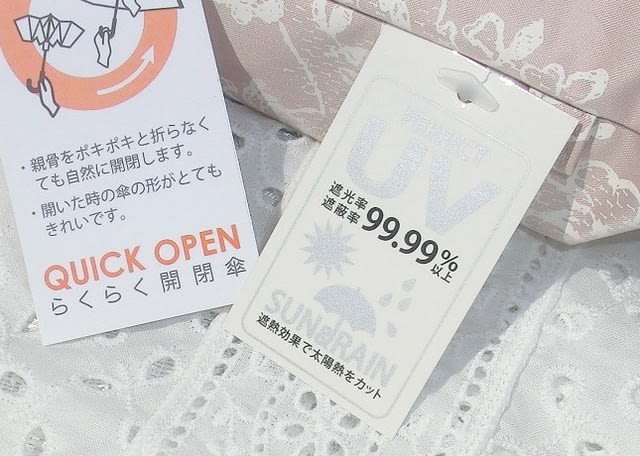 ・親骨をポキポキと折らなく
ても自然に開閉します。
・開いた時の傘の形がとても
きれいです。
QUICK OPEN
らくらく開閉傘
UV
遮光率
遮蔽率
99.99%
以上
SUN&RAIN
遮熱効果で太陽熱をカット